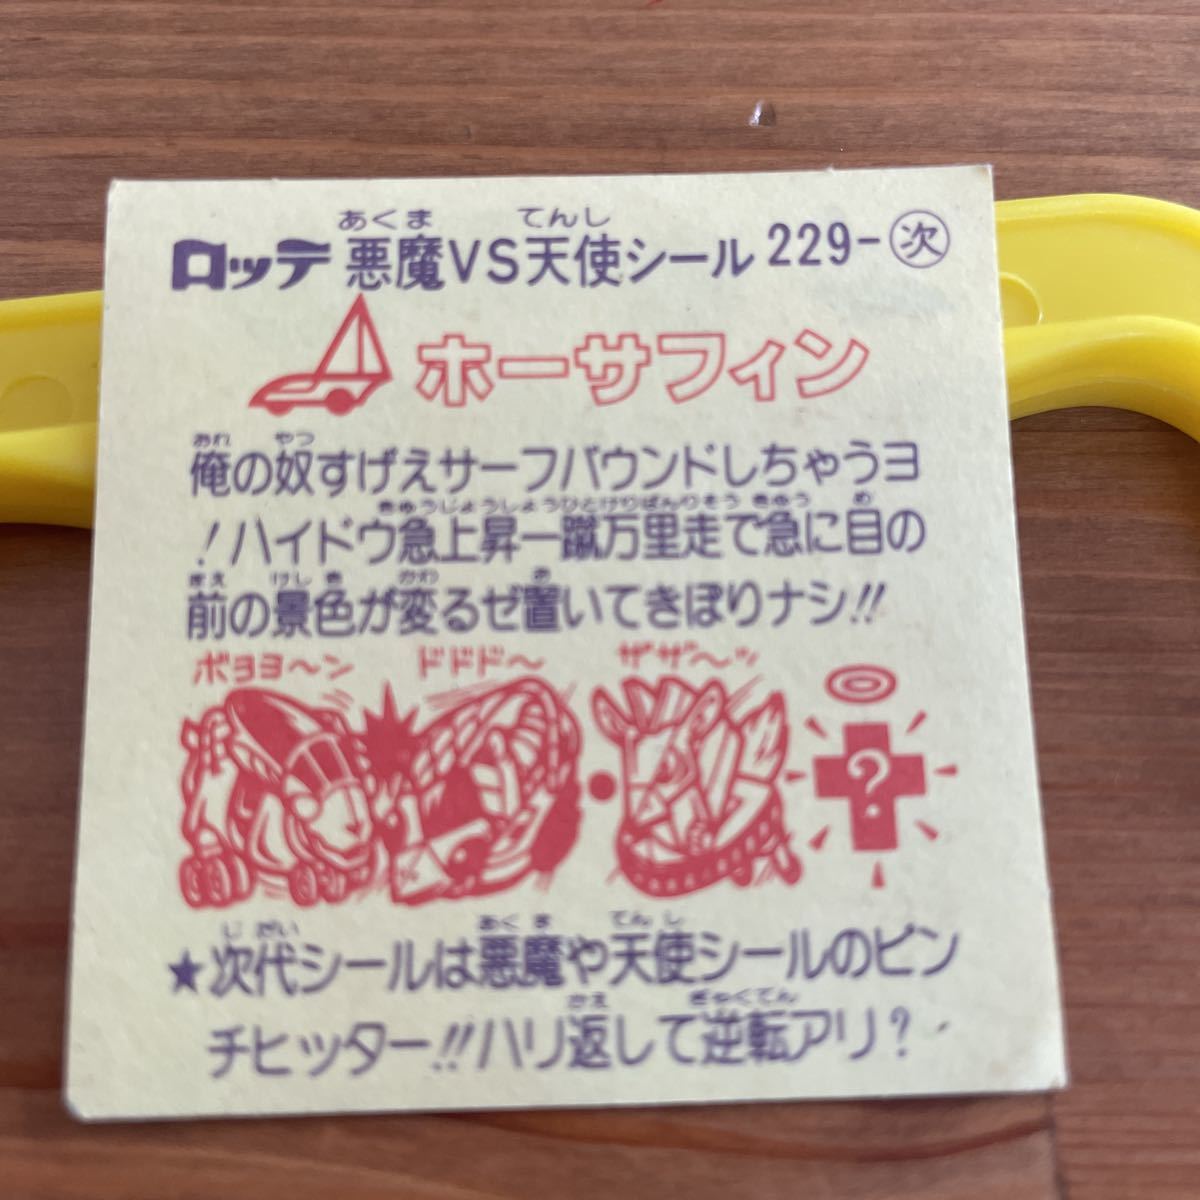 あくま てんし
ロッテ 悪魔VS天使シール 229-次
ホーサフィン
おれ やつ
俺の奴すげえサーフバウンドしちゃうヨ
きゅうじょうしょうひとけりばんりそう きゅう め
!ハイドウ急上昇一蹴万里走で急に目の
まえ けしき かわ お
前の景色が変るゼ置いてきぼりナシ!!
ボヨヨ〜ン ドドド〜 ザザ〜ッ
?
じだい あくま てんし
★次代シールは悪魔や天使シールのピン
かえ ぎゃくてん
チヒッター!!ハリ返して逆転アリ?